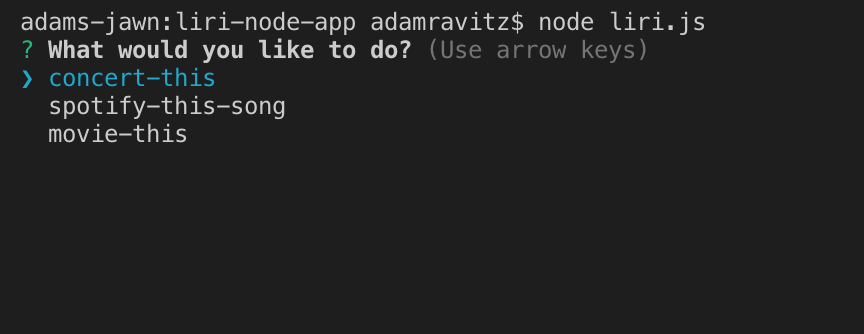 adams-jawn:liri-node-app adamravitz$ node liri.js
? What would you like to do? (Use arrow keys)
❯ concert-this
spotify-this-song
movie-this